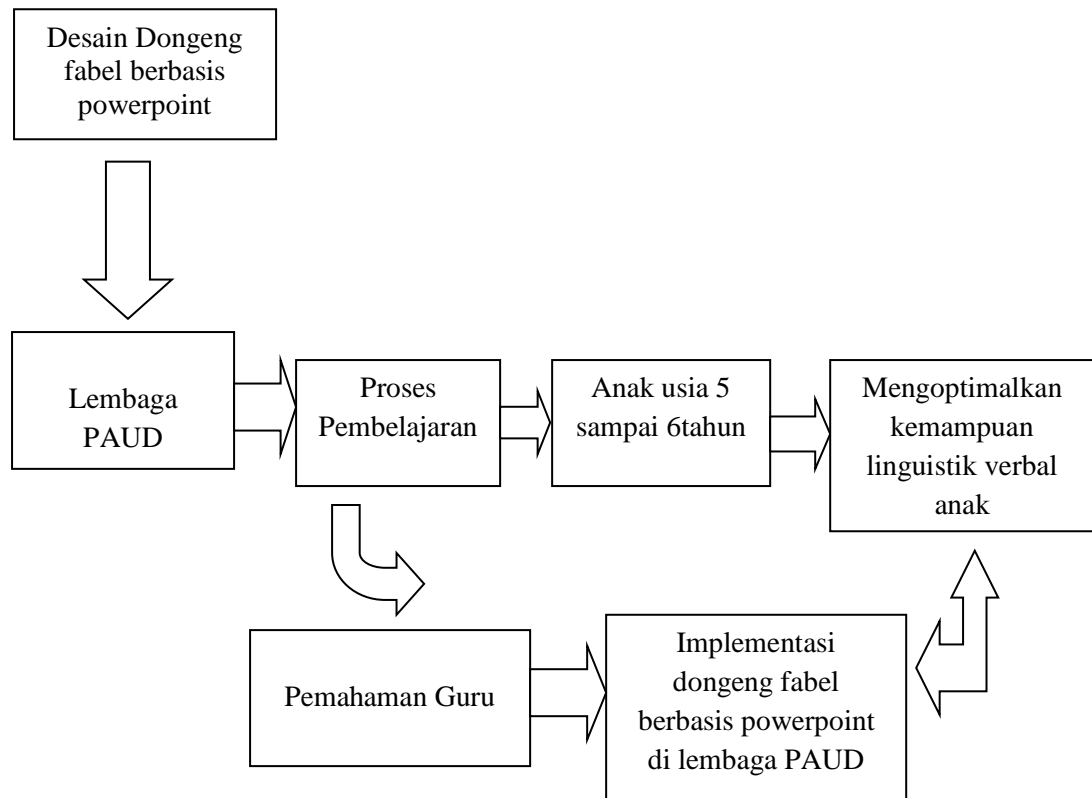 Desain Dongeng
fabel berbasis
powerpoint
Lembaga
PAUD
Proses
Pembelajaran
Anak usia 5
sampai 6tahun
Mengoptimalkan
kemampuan
linguistik verbal
anak
Pemahaman Guru
Implementasi
dongeng fabel
berbasis powerpoint
di lembaga PAUD